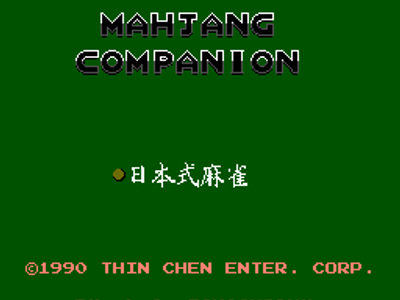 MAHJANG
COMPANION
日本式麻雀
©1990 THIN CHEN ENTER. CORP.